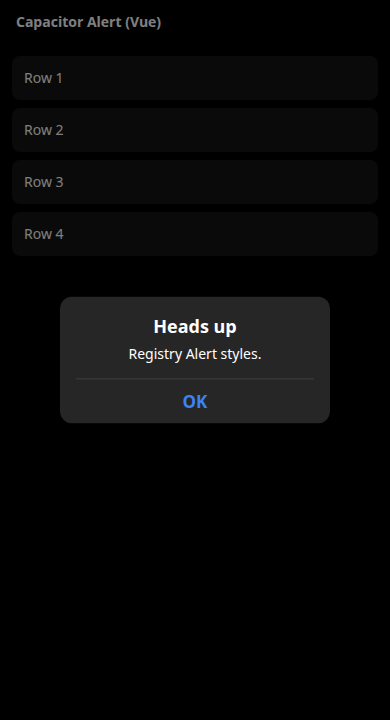 Capacitor Alert (Vue)
Row 1
Row 2
Row 3
Row 4
Heads up
Registry Alert styles.
OK